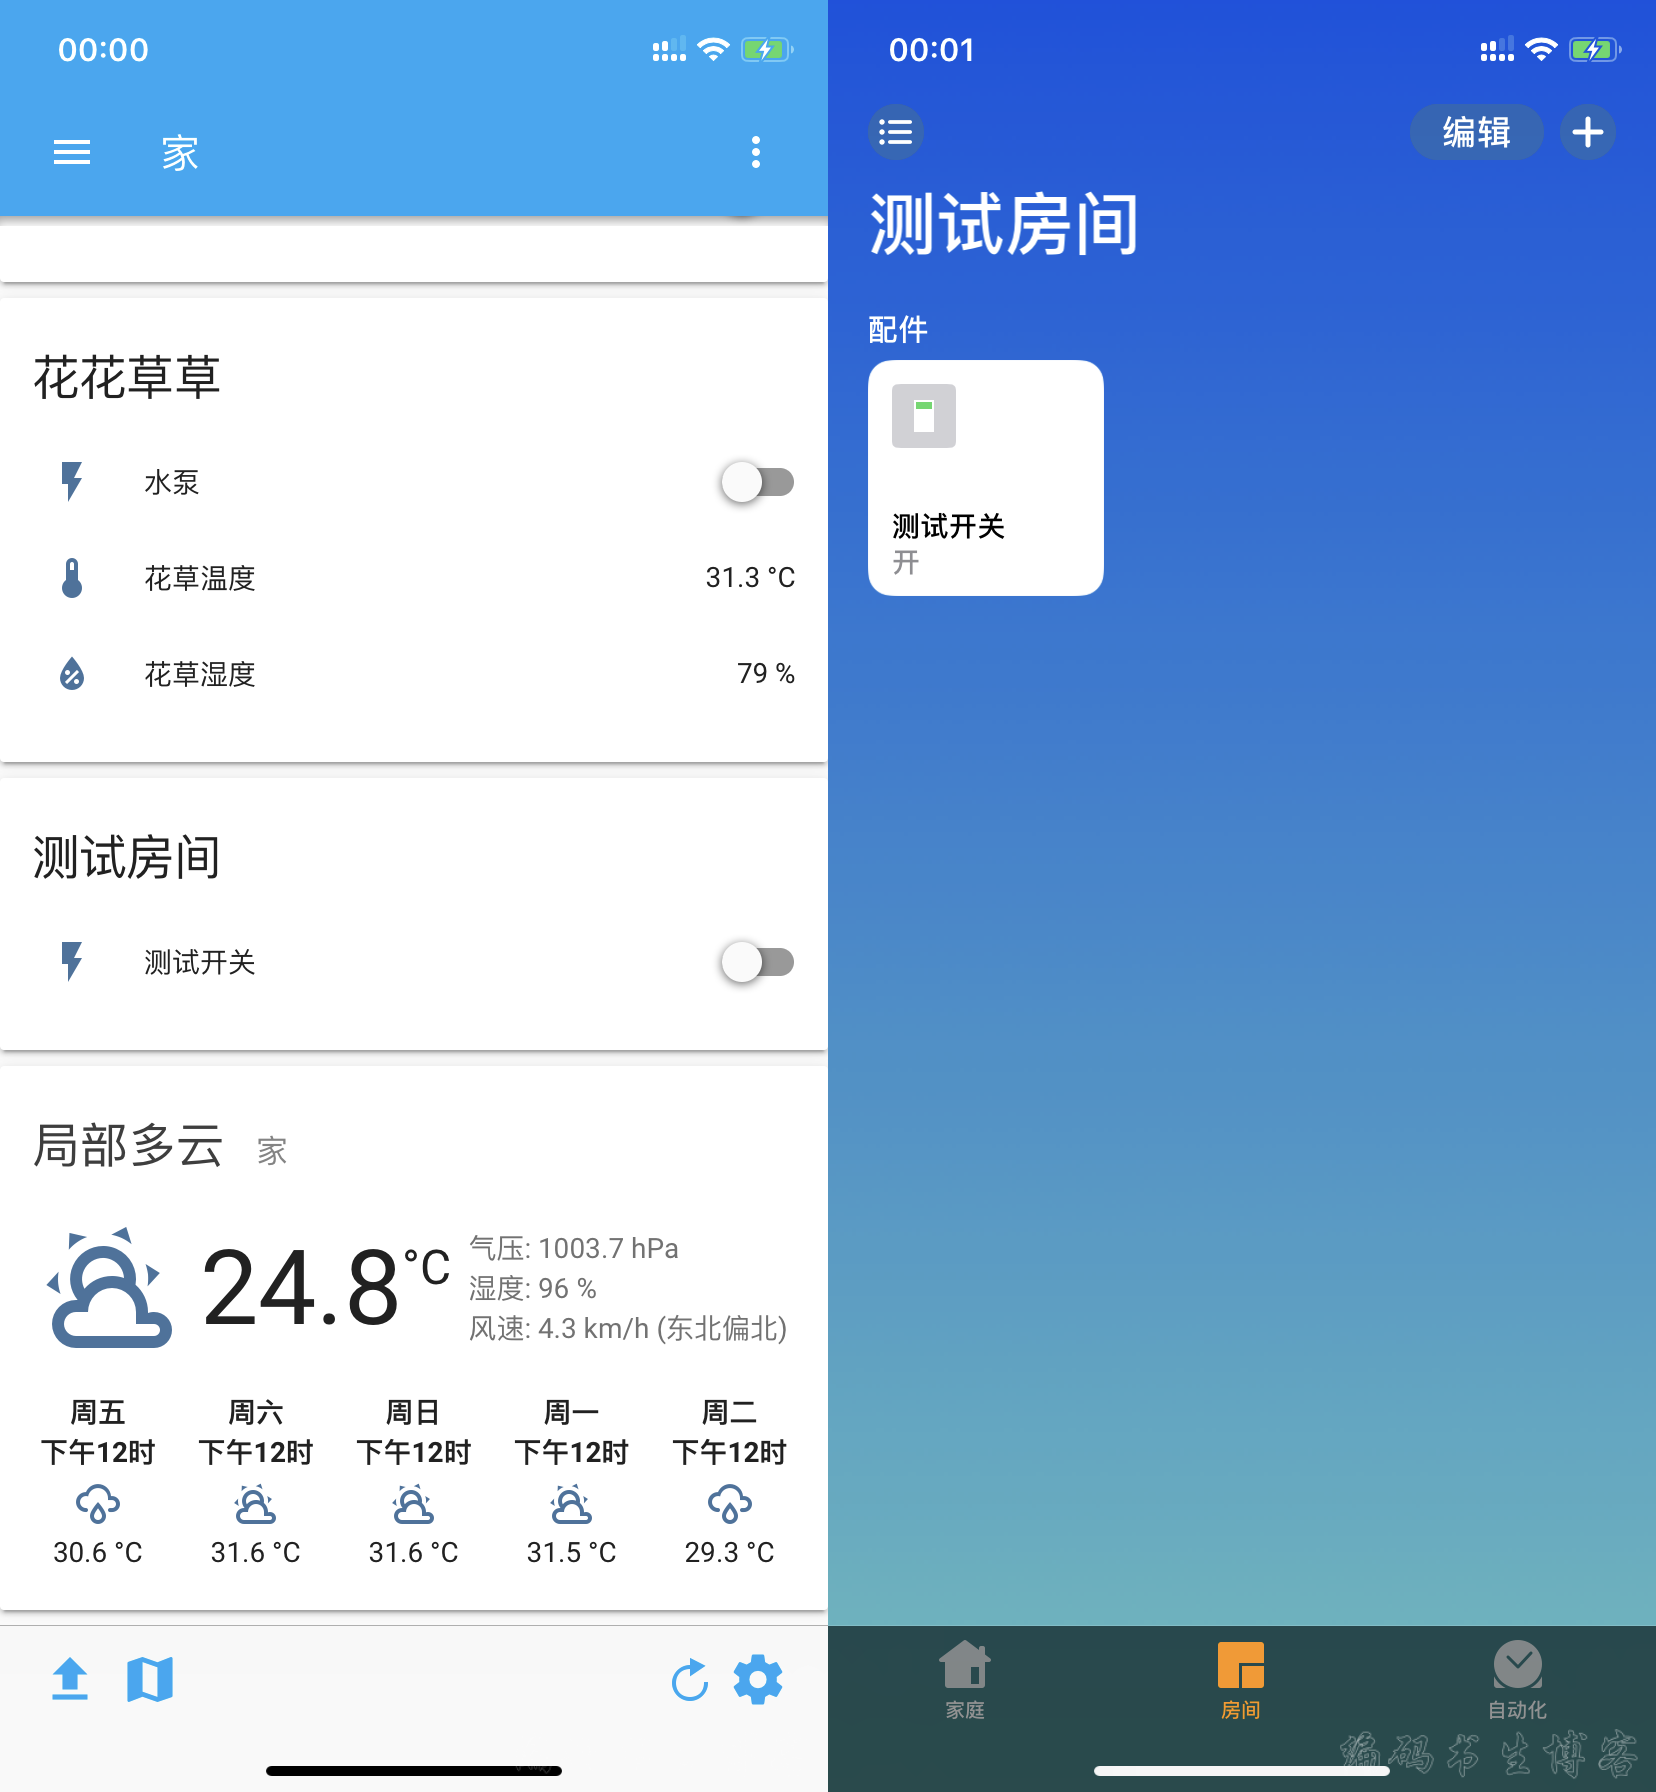 00:00
家
花花草草
水泵
花草温度 31.3 °C
花草湿度 79 %
测试房间
测试开关
局部多云 家
24.8 °C
气压: 1003.7 hPa
湿度: 96 %
风速: 4.3 km/h (东北偏北)
周五 周六 周日 周一 周二
下午12时 下午12时 下午12时 下午12时 下午12时
30.6 °C 31.6 °C 31.6 °C 31.5 °C 29.3 °C
00:01
编辑
测试房间
配件
测试开关
开
家庭 房间 自动化
编码书生博客